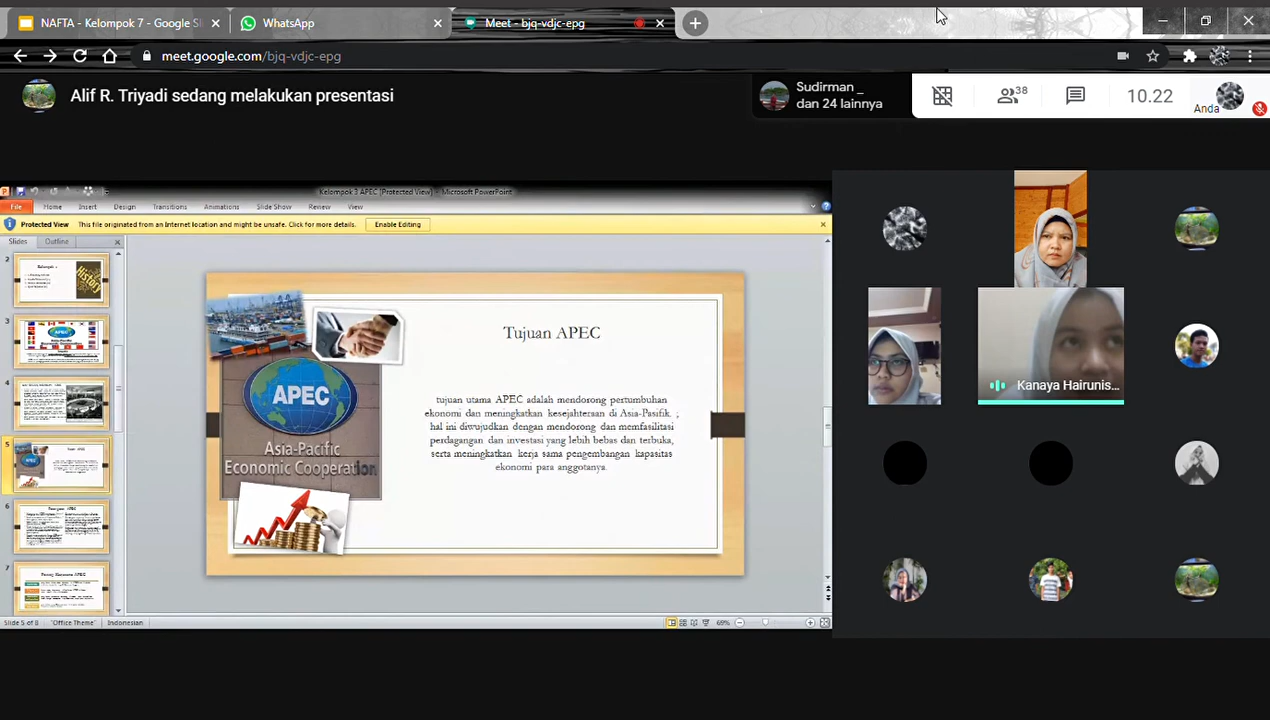 NAFTA - Kelompok 7 - Google Sl
WhatsApp
Meet - bjq-vdjc-epg
meet.google.com/bjq-vdjc-epg
Alif R. Triyadi sedang melakukan presentasi
Sudirman _
dan 24 lainnya
38
10.22
Anda
Kelompok 3 APEC [Protected View] - Microsoft PowerPoint
File
Home
Insert
Design
Transitions
Animations
Slide Show
Review
View
Protected View
This file originated from an Internet location and might be unsafe. Click for more details.
Enable Editing
Slides
Outline
2
3
4
5
6
7
Tujuan APEC
tujuan utama APEC adalah mendorong pertumbuhan
ekonomi dan meningkatkan kesejahteraan di Asia-Pasifik. ;
hal ini diwujudkan dengan mendorong dan memfasilitasi
perdagangan dan investasi yang lebih bebas dan terbuka,
serta meningkatkan kerja sama pengembangan kapasitas
ekonomi para anggotanya.
APEC
Asia-Pacific
Economic Cooperation
Kanaya Hairunis...
Slide 5 of 8
"Office Theme"
Indonesian
69%